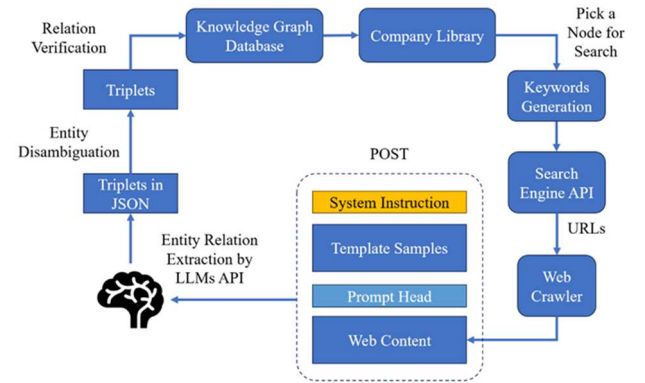 Relation
Verification
Knowledge Graph
Database
Company Library
Pick a
Node for
Search
Triplets
Keywords
Generation
Entity
Disambiguation
POST
Search
Engine API
Triplets in
JSON
System Instruction
URLs
Template Samples
Entity Relation
Extraction by
LLMs API
Web
Crawler
Prompt Head
Web Content